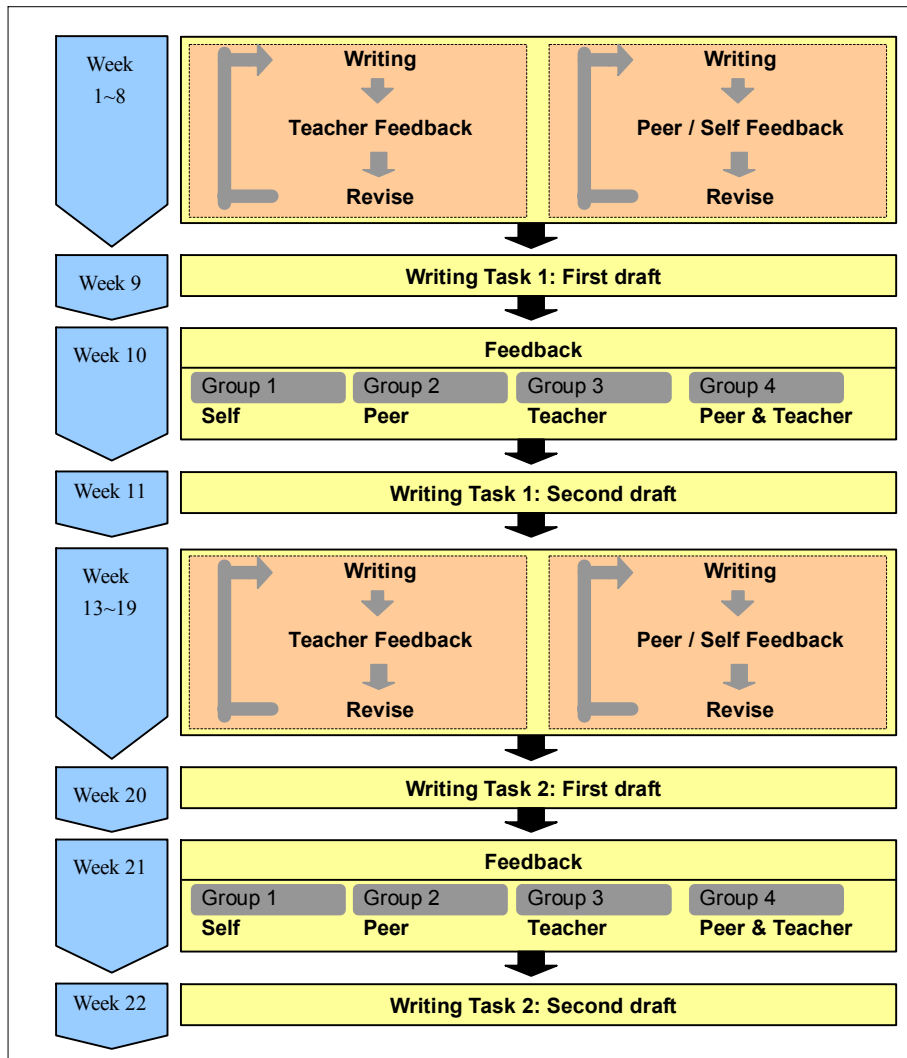 Week
1~8
Writing
Teacher Feedback
Revise
Writing
Peer / Self Feedback
Revise
Week 9
Writing Task 1: First draft
Week 10
Feedback
Group 1
Self
Group 2
Peer
Group 3
Teacher
Group 4
Peer & Teacher
Week 11
Writing Task 1: Second draft
Week
13~19
Writing
Teacher Feedback
Revise
Writing
Peer / Self Feedback
Revise
Week 20
Writing Task 2: First draft
Week 21
Feedback
Group 1
Self
Group 2
Peer
Group 3
Teacher
Group 4
Peer & Teacher
Week 22
Writing Task 2: Second draft